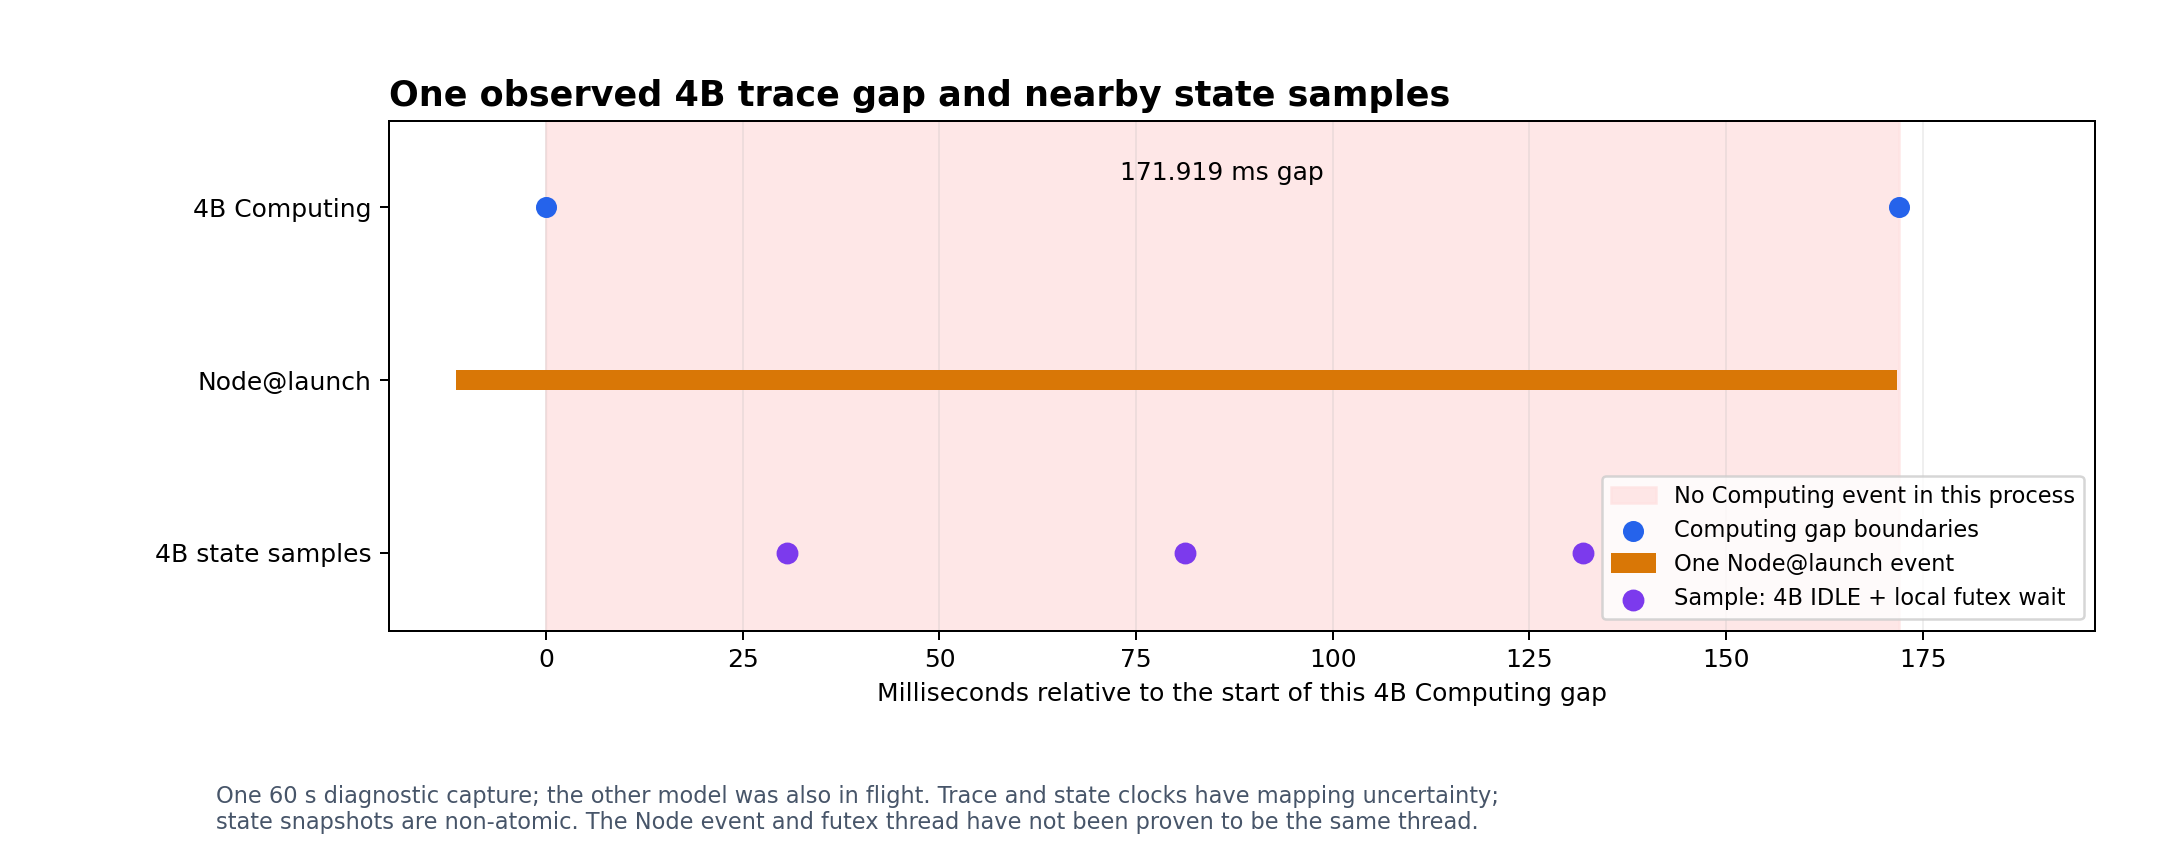 One observed 4B trace gap and nearby state samples
171.919 ms gap
4B Computing
Node@launch
4B state samples
No Computing event in this process
Computing gap boundaries
One Node@launch event
Sample: 4B IDLE + local futex wait
0 25 50 75 100 125 150 175
Milliseconds relative to the start of this 4B Computing gap
One 60 s diagnostic capture; the other model was also in flight. Trace and state clocks have mapping uncertainty;
state snapshots are non-atomic. The Node event and futex thread have not been proven to be the same thread.